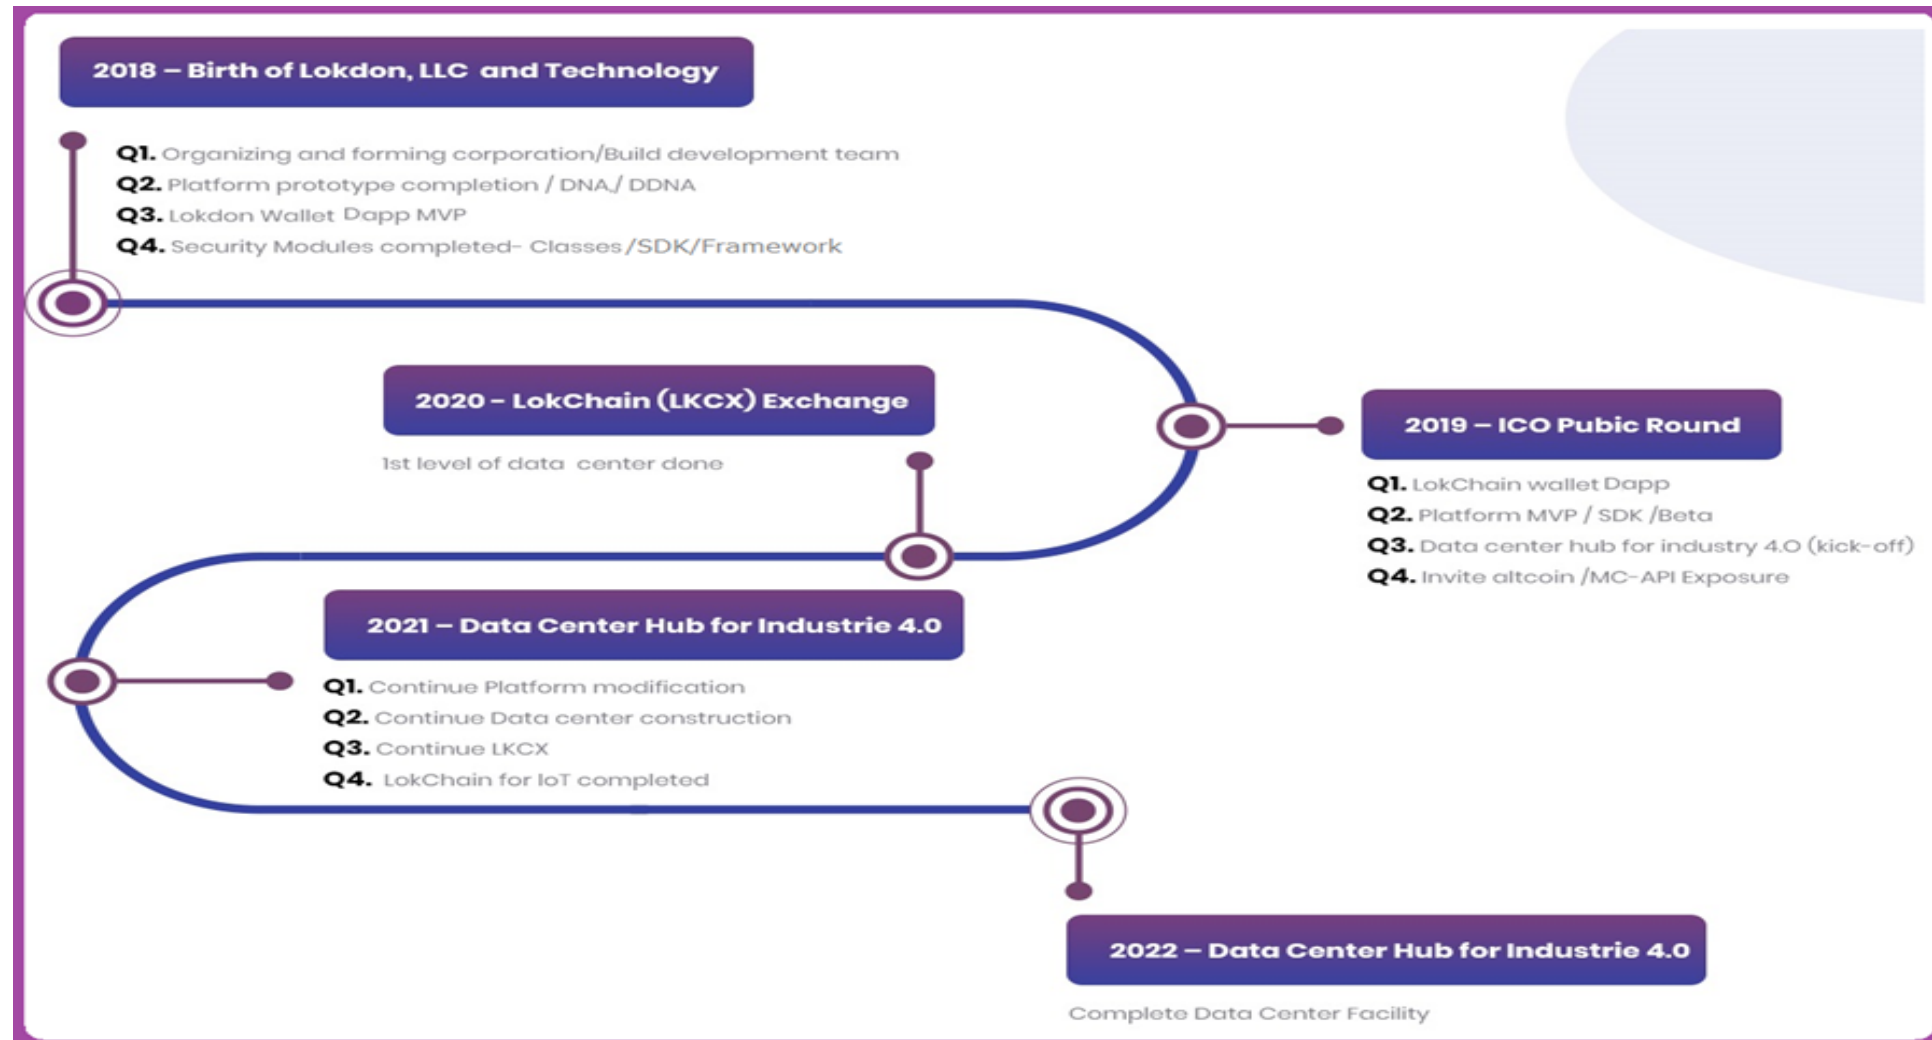 2018 – Birth of Lokdon, LLC and Technology
Q1. Organizing and forming corporation/Build development team
Q2. Platform prototype completion / DNA,/ DDNA
Q3. Lokdon Wallet Dapp MVP
Q4. Security Modules completed- Classes/SDK/Framework
2019 – ICO Pubic Round
Q1. LokChain wallet Dapp
Q2. Platform MVP / SDK /Beta
Q3. Data center hub for industry 4.O (kick-off)
Q4. Invite altcoin /MC-API Exposure
2020 - LokChain (LKCX) Exchange
1st level of data center done
2021 – Data Center Hub for Industrie 4.0
Q1. Continue Platform modification
Q2. Continue Data center construction
Q3. Continue LKCX
Q4. LokChain for IoT completed
2022 – Data Center Hub for Industrie 4.0
Complete Data Center Facility